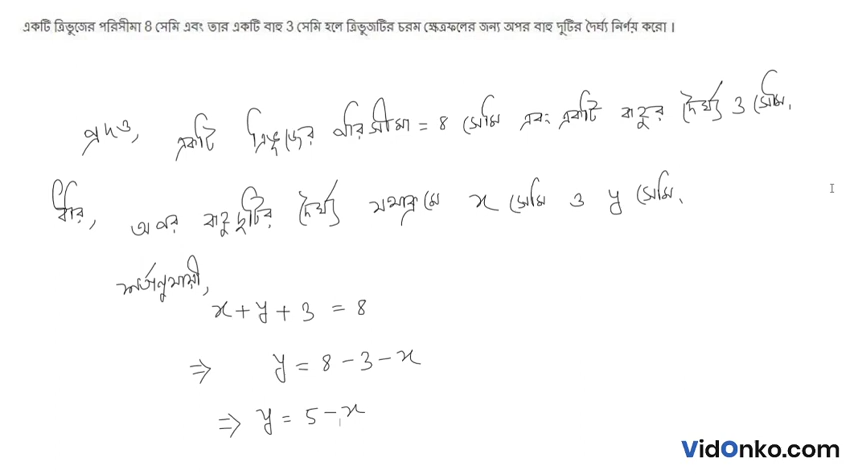 একটি ত্রিভুজের পরিসীমা 8 সেমি এবং তার একটি বাহু 3 সেমি হলে ত্রিভুজটির চরম ক্ষেত্রফলের জন্য অপর বাহু দুটির দৈর্ঘ্য নির্ণয় করো ।
প্রদত্ত, একটি ত্রিভুজের পরিসীমা = 8 সেমি এবং একটি বাহুর দৈর্ঘ্য 3 সেমি.
ধরি, অপর বাহুদুটির দৈর্ঘ্য যথাক্রমে x সেমি ও y সেমি.
শর্তানুযায়ী,
x + y + 3 = 8
⇒ y = 8 - 3 - x
⇒ y = 5 - x
VidOnko.com